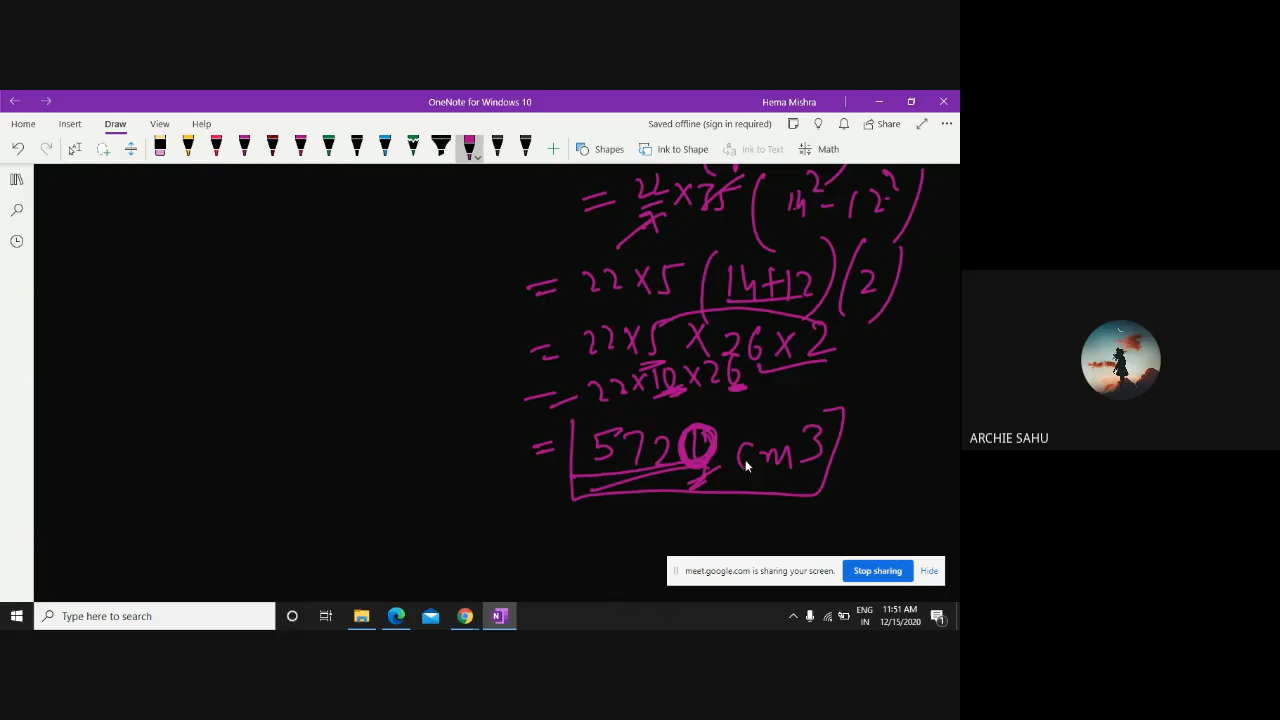 OneNote for Windows 10
Hema Mishra
Home Insert Draw View Help
Saved offline (sign in required)
Share
Shapes Ink to Shape Ink to Text Math
= 22/7 × 35 (14² - 12²)
= 22 × 5 (14+12) (2)
= 22 × 5 × 26 × 2
= 22 × 10 × 26
= 5720 cm3
ARCHIE SAHU
meet.google.com is sharing your screen. Stop sharing Hide
Type here to search
ENG 11:51 AM
IN 12/15/2020
1